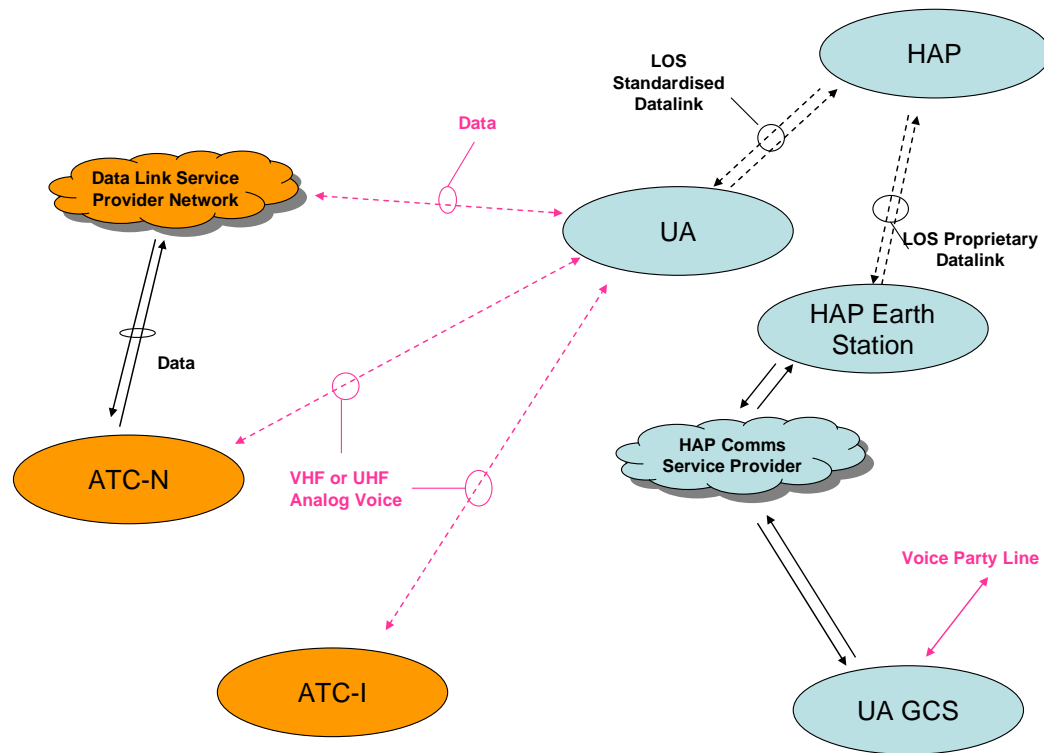 HAP
LOS
Standardised
Datalink
Data
Data Link Service
Provider Network
UA
LOS Proprietary
Datalink
HAP Earth
Station
Data
HAP Comms
Service Provider
ATC-N
VHF or UHF
Analog Voice
Voice Party Line
ATC-I
UA GCS